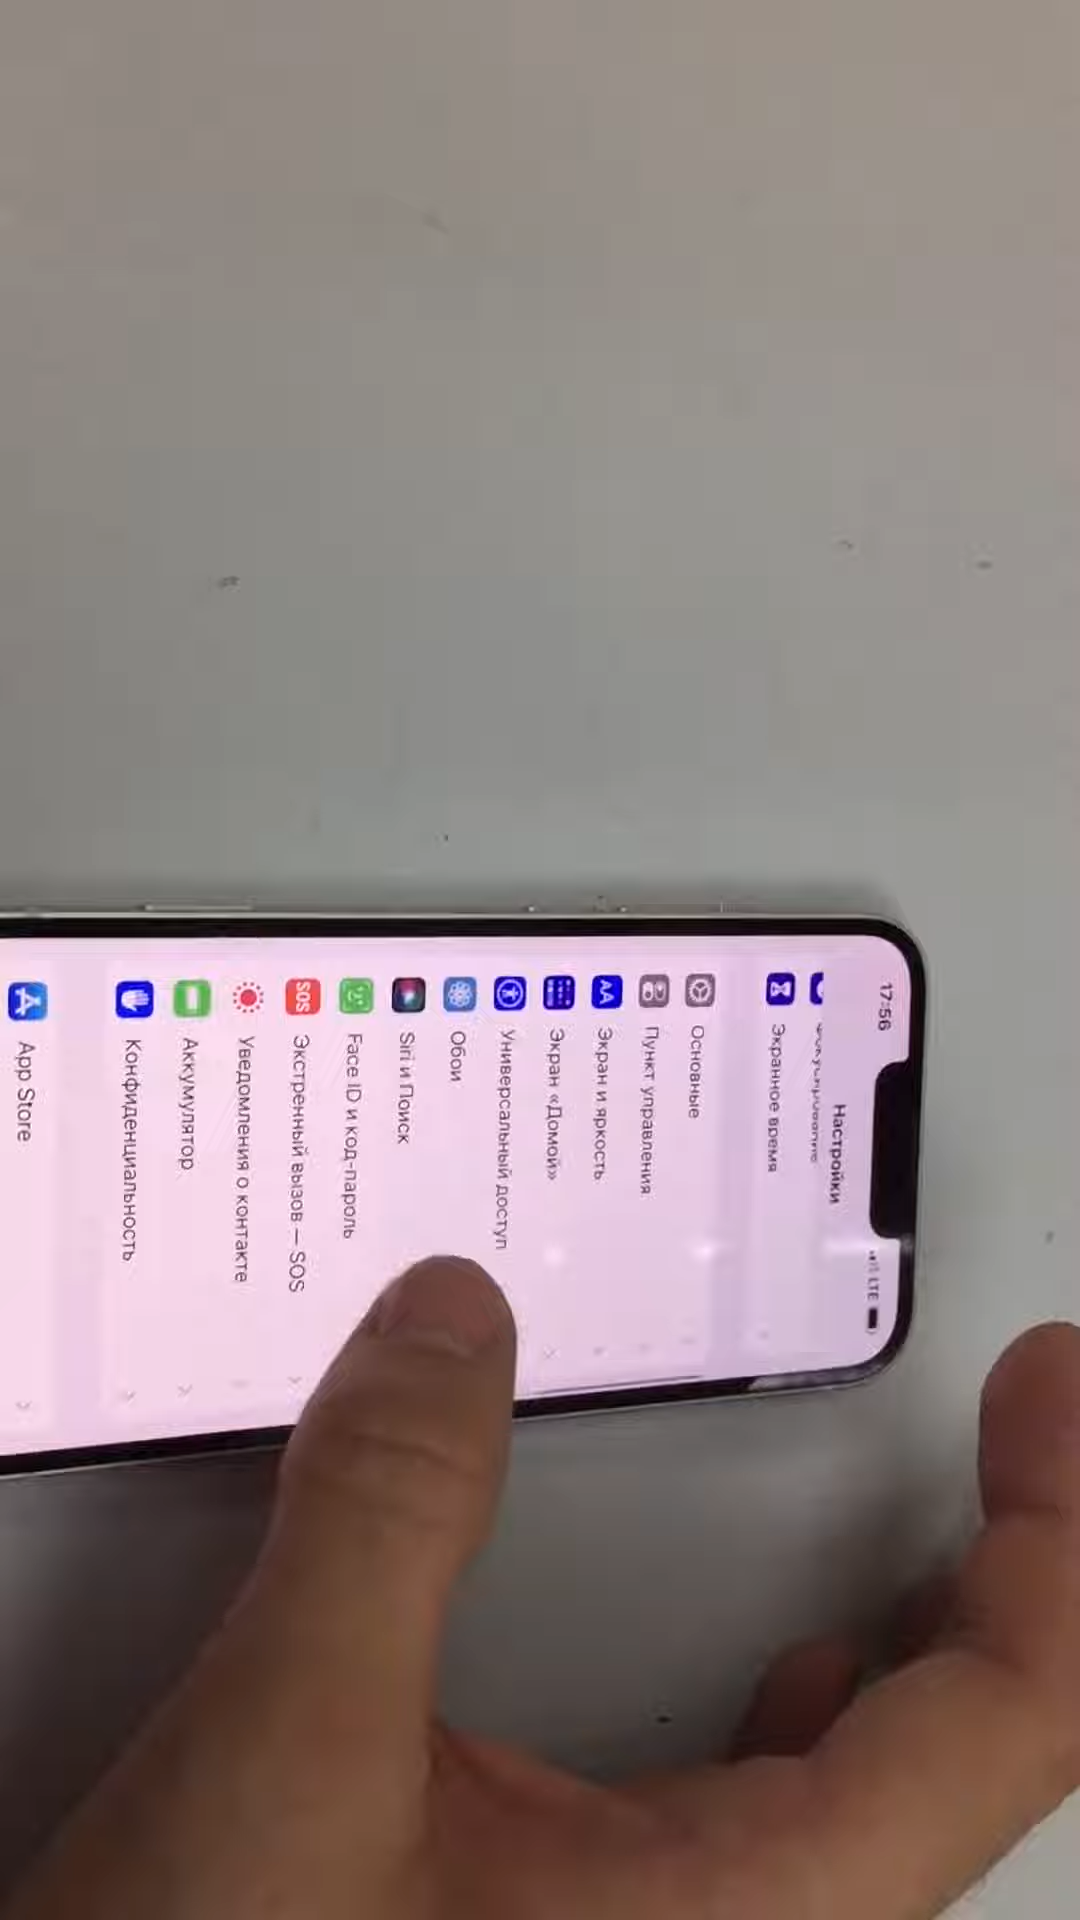 17:56
LTE
Настройки
Экранное время
Основные
Пункт управления
AA
Экран и яркость
Экран «Домой»
Универсальный доступ
Обои
Siri и Поиск
Face ID и код-пароль
SOS
Экстренный вызов — SOS
Уведомления о контакте
Аккумулятор
Конфиденциальность
App Store